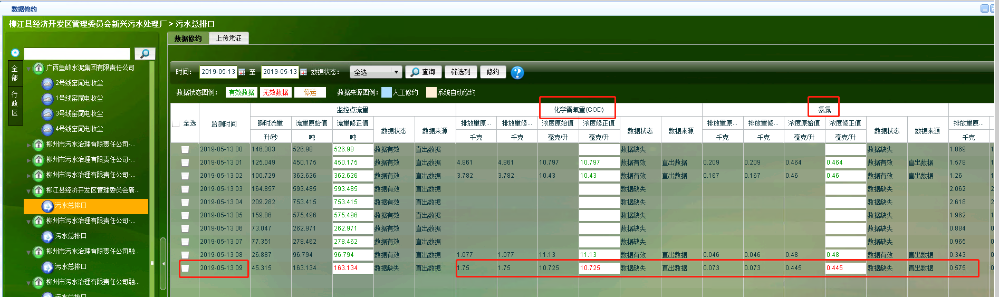 数据修约
柳江县经济开发区管理委员会新兴污水处理厂 > 污水总排口
数据修约 上传凭证
全部
行政区
广西鱼峰水泥集团有限责任公司
2号线窑尾电收尘
1号线窑尾电收尘
3号线窑尾电收尘
4号线窑尾电收尘
柳州市污水治理有限责任公司-...
柳州市污水治理有限责任公司-...
柳州市污水治理有限责任公司-...
柳江县经济开发区管理委员会新...
污水总排口
柳州市污水治理有限责任公司-...
污水总排口
柳州市污水治理有限责任公司融...
污水总排口
柳州市污水治理有限责任公司融...
污水总排口
时间: 2019-05-13 至 2019-05-13 数据状态: 全选 查询 筛选列 修约 ?
数据状态图例: 有效数据 无效数据 停运 数据来源图例: 人工修约 系统自动修约
全选 监测时间 监控点流量 化学需氧量(COD) 氨氮
瞬时流量 流量原始值 流量修正值 数据状态 数据来源 排放量原... 排放量修... 浓度原始值 浓度修正值 数据状态 数据来源 排放量原... 排放量修... 浓度原始值 浓度修正值 数据状态 数据来源 排放量原...
升/秒 吨 吨 千克 千克 毫克/升 毫克/升 千克 千克 毫克/升 毫克/升 千克
2019-05-13 00 146.383 526.98 526.98 数据有效 直出数据 数据缺失 数据缺失 1.869 1
2019-05-13 01 125.049 450.175 450.175 数据有效 直出数据 4.861 4.861 10.797 10.797 数据有效 直出数据 0.209 0.209 0.464 0.464 数据有效 直出数据 1.578 1
2019-05-13 02 100.729 362.626 362.626 数据有效 直出数据 3.782 3.782 10.43 10.43 数据有效 直出数据 0.167 0.167 0.46 0.46 数据有效 直出数据 1.26 1
2019-05-13 03 164.857 593.485 593.485 数据有效 直出数据 数据缺失 数据缺失 2.062 2
2019-05-13 04 209.282 753.415 753.415 数据有效 直出数据 数据缺失 数据缺失 2.618 2
2019-05-13 05 159.86 575.496 575.496 数据有效 直出数据 数据缺失 数据缺失 1.962 1
2019-05-13 06 73.047 262.971 262.971 数据有效 直出数据 数据缺失 数据缺失 0.884 0
2019-05-13 07 77.351 278.462 278.462 数据有效 直出数据 数据缺失 数据缺失 0.965 0
2019-05-13 08 26.887 96.794 96.794 数据有效 直出数据 1.077 1.077 11.13 11.13 数据有效 直出数据 0.046 0.046 0.48 0.48 数据有效 直出数据 0.343 0
2019-05-13 09 45.315 163.134 163.134 数据缺失 直出数据 1.75 1.75 10.725 10.725 数据缺失 直出数据 0.073 0.073 0.445 0.445 数据缺失 直出数据 0.575 0